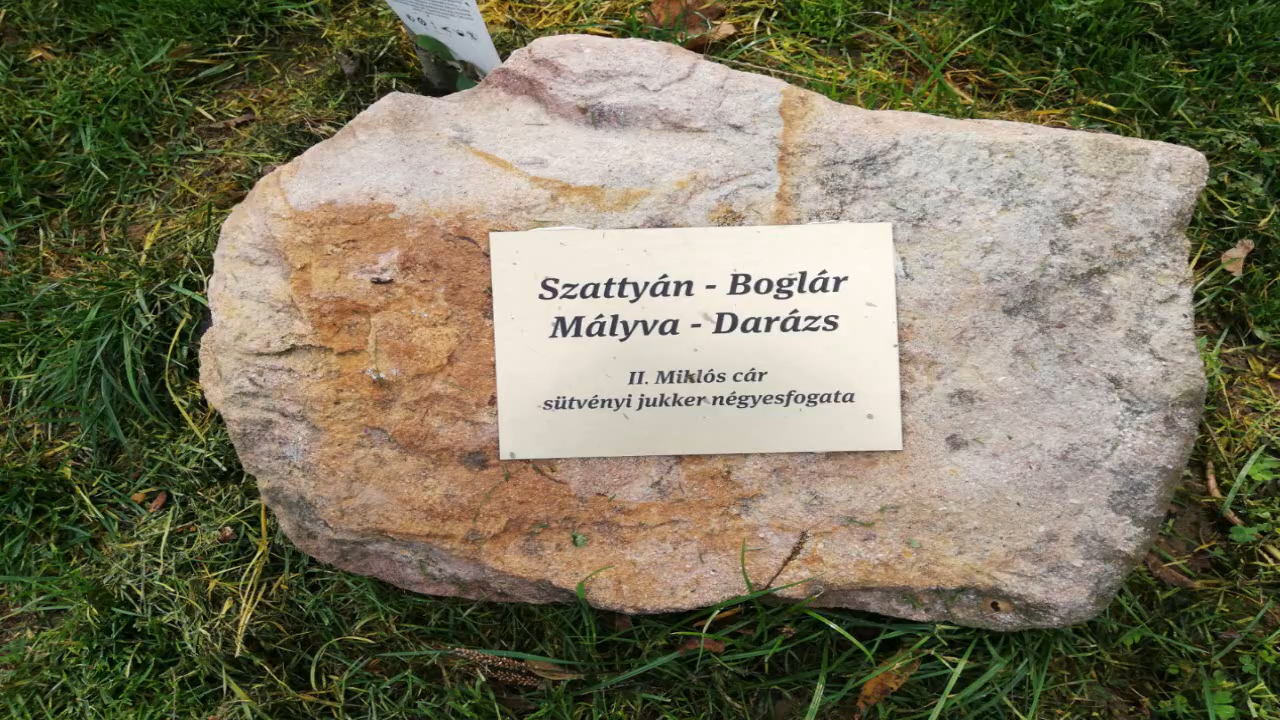 Szattyán - Boglár
Mályva - Darázs
II. Miklós cár
sütvényi jukker négyesfogata